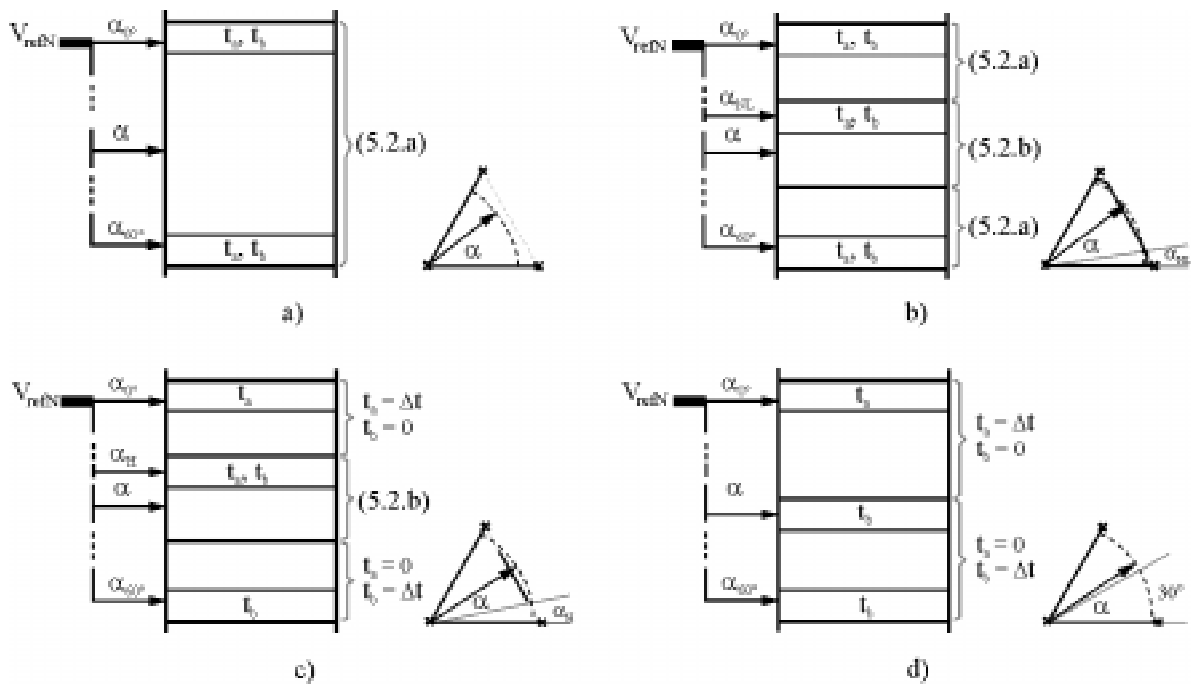 V_refN
α_0°
t_a, t_b
α
(5.2.a)
α_60°
t_a, t_b
α
a)
V_refN
α_0°
t_a, t_b
(5.2.a)
t_a, t_b
α
(5.2.b)
(5.2.a)
α_60°
t_a, t_b
α
b)
V_refN
α_0°
t_a
t_a = Δt
t_b = 0
α_H
t_a, t_b
α
(5.2.b)
t_a = 0
t_b = Δt
α_60°
t_b
α
α_H
c)
V_refN
α_0°
t_a
t_a = Δt
t_b = 0
α
t_b
t_a = 0
t_b = Δt
α_60°
t_b
α
30°
d)